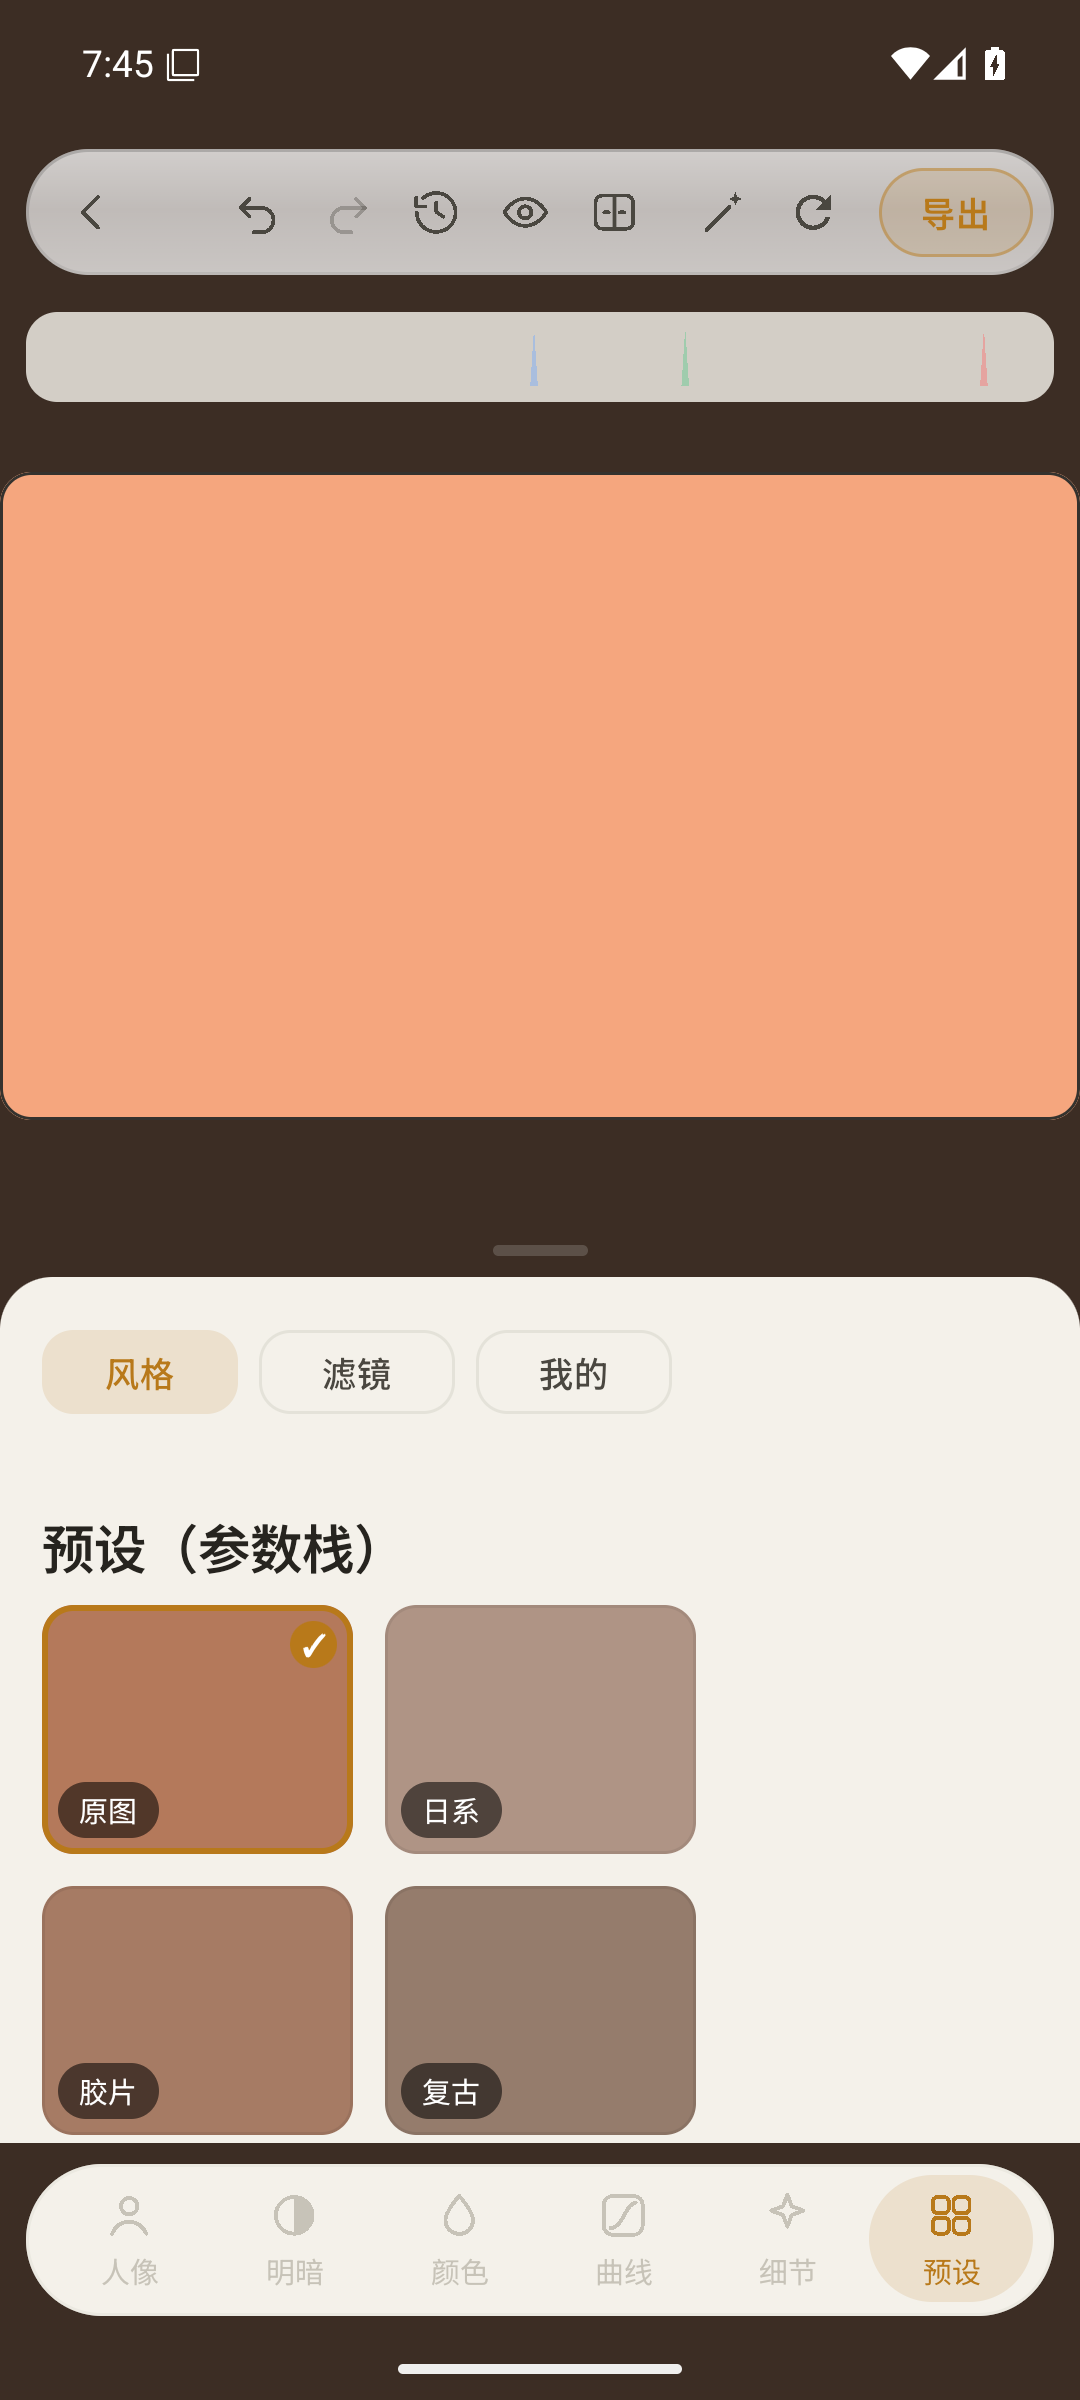 7:45
导出
风格
滤镜
我的
预设（参数栈）
原图
日系
胶片
复古
人像
明暗
颜色
曲线
细节
预设